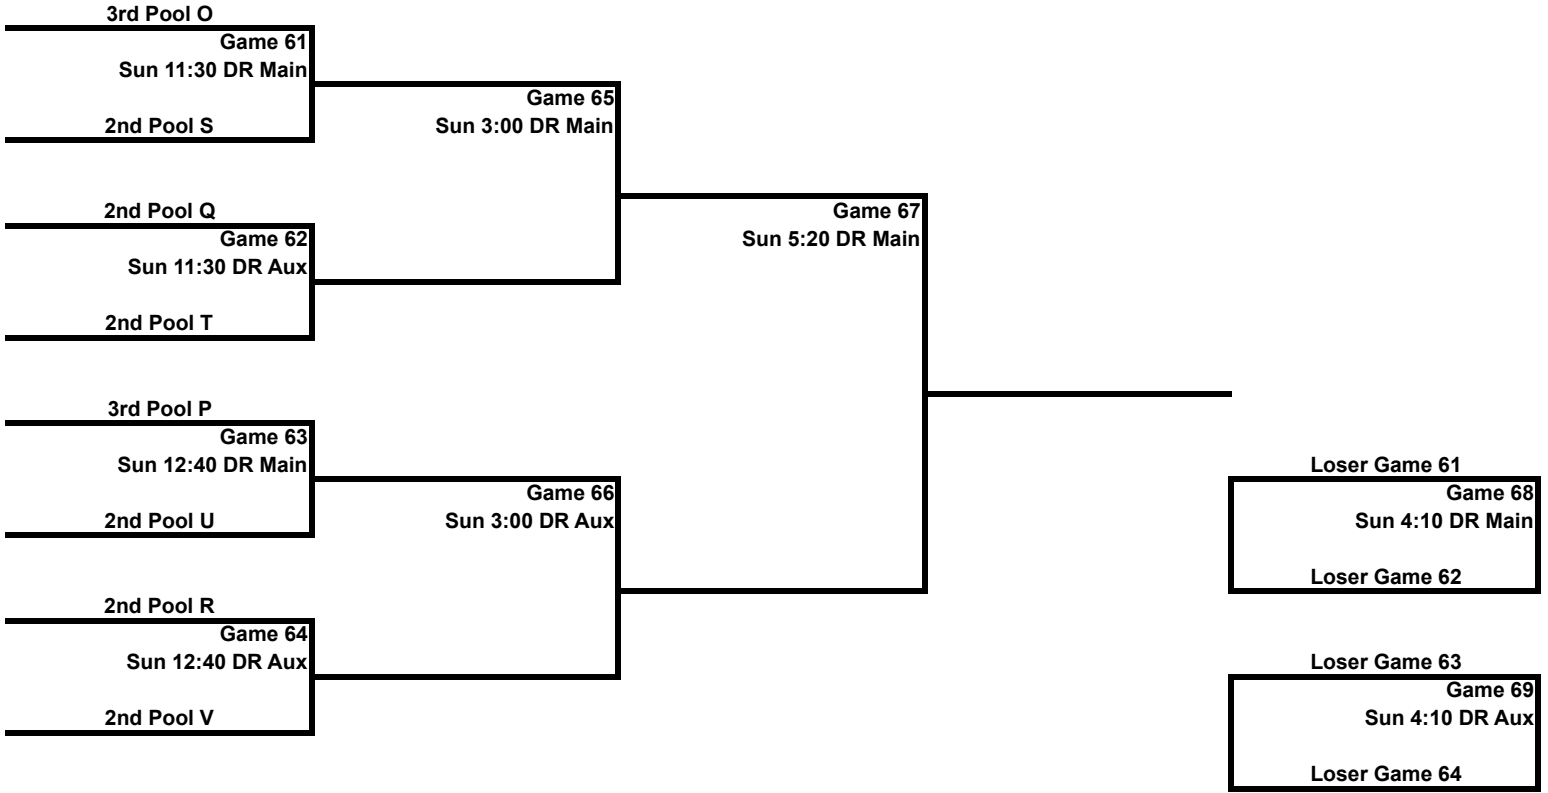 3rd Pool O
Game 61
Sun 11:30 DR Main
2nd Pool S
2nd Pool Q
Game 62
Sun 11:30 DR Aux
2nd Pool T
3rd Pool P
Game 63
Sun 12:40 DR Main
2nd Pool U
2nd Pool R
Game 64
Sun 12:40 DR Aux
2nd Pool V
Game 65
Sun 3:00 DR Main
Game 66
Sun 3:00 DR Aux
Game 67
Sun 5:20 DR Main
Loser Game 61
Game 68
Sun 4:10 DR Main
Loser Game 62
Loser Game 63
Game 69
Sun 4:10 DR Aux
Loser Game 64